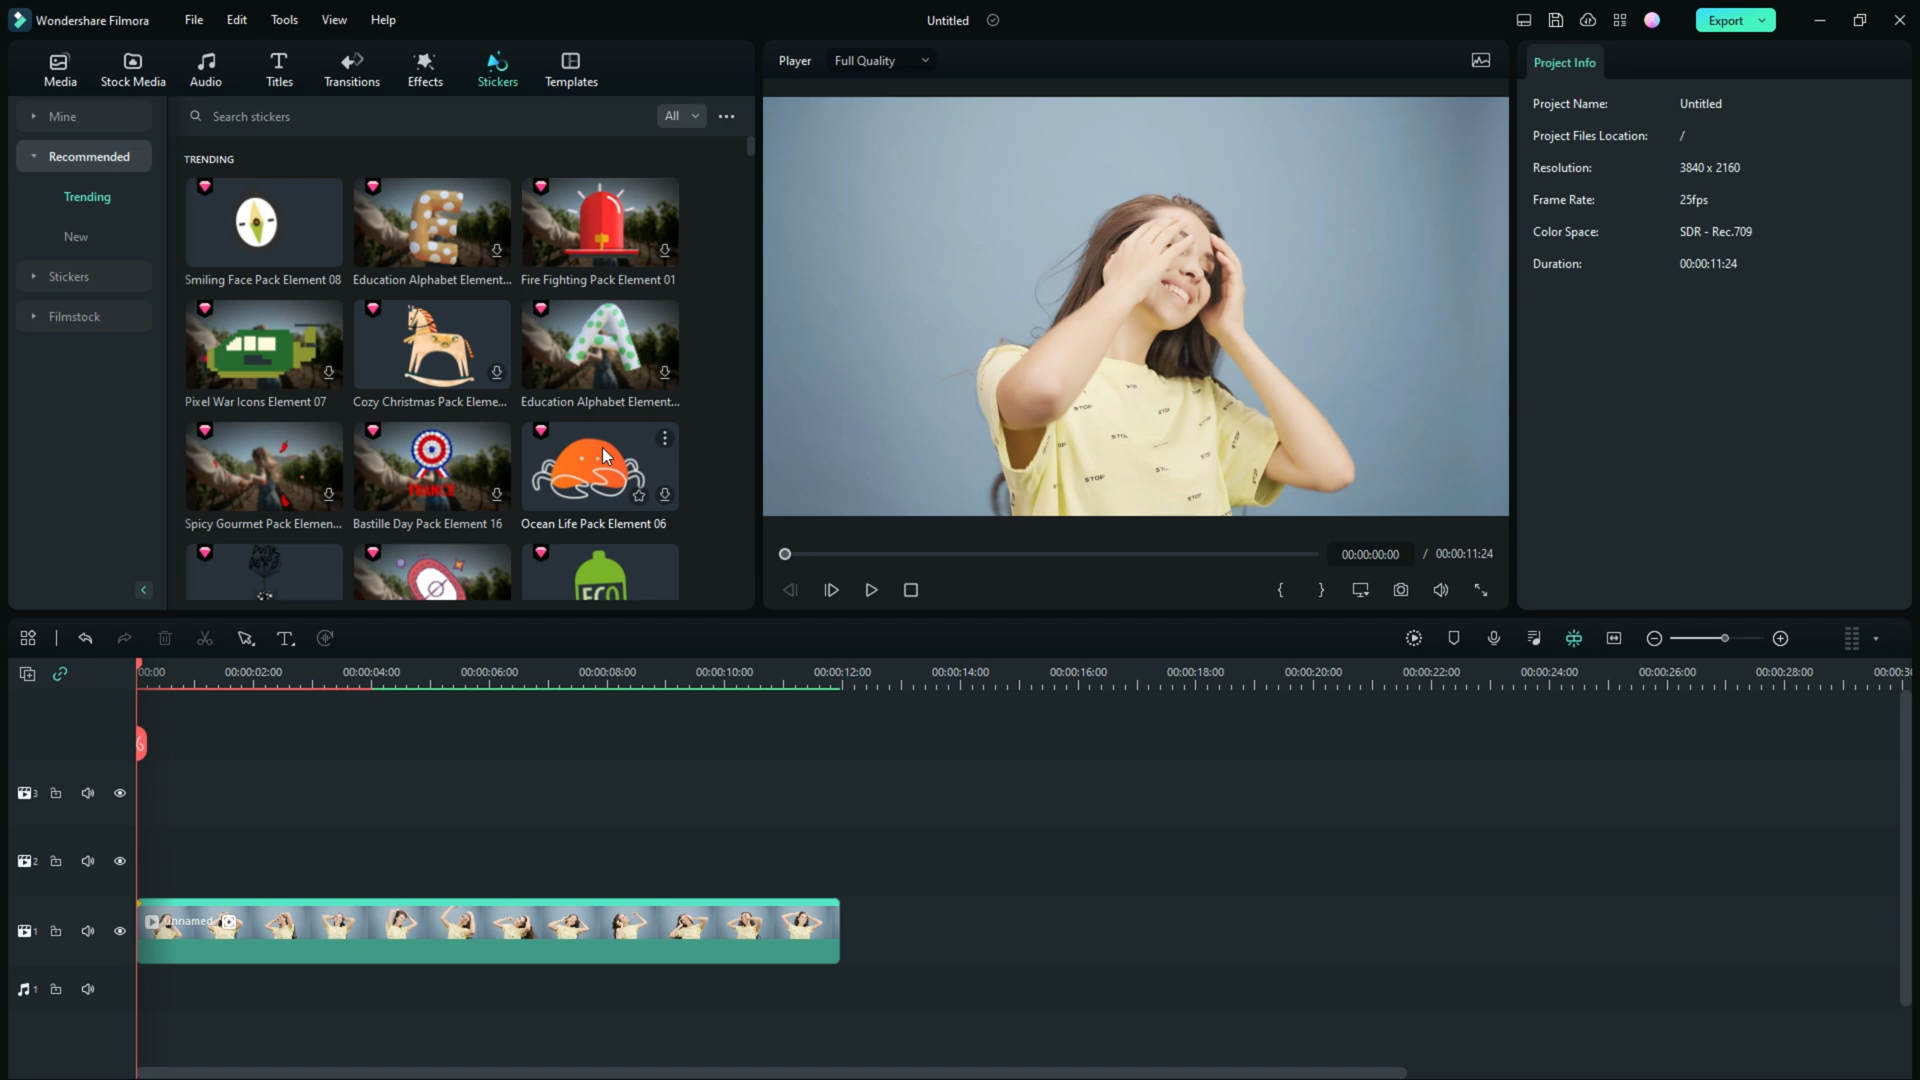 Wondershare Filmora
File Edit Tools View Help
Untitled
Export
Media Stock Media Audio Titles Transitions Effects Stickers Templates
Player Full Quality
Project Info
Mine
Recommended
Trending
New
Stickers
Filmstock
Search stickers
All
TRENDING
Smiling Face Pack Element 08
Education Alphabet Element...
Fire Fighting Pack Element 01
Pixel War Icons Element 07
Cozy Christmas Pack Eleme...
Education Alphabet Element...
Spicy Gourmet Pack Elemen...
FRANCE
Bastille Day Pack Element 16
Ocean Life Pack Element 06
ECO
STOP
STOP
STOP
STOP
STOP
Project Name: Untitled
Project Files Location: /
Resolution: 3840 x 2160
Frame Rate: 25fps
Color Space: SDR - Rec.709
Duration: 00:00:11:24
00:00:00:00 / 00:00:11:24
00:00 00:00:02:00 00:00:04:00 00:00:06:00 00:00:08:00 00:00:10:00 00:00:12:00 00:00:14:00 00:00:16:00 00:00:18:00 00:00:20:00 00:00:22:00 00:00:24:00 00:00:26:00 00:00:28:00 00:00:3
3
2
1
Unnamed
1